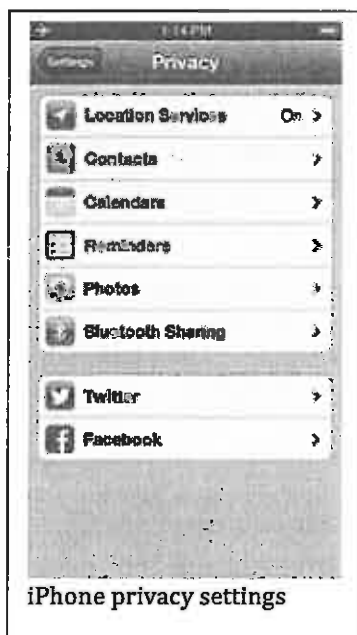 Settings
Privacy
Location Services On
Contacts
Calendars
Reminders
Photos
Bluetooth Sharing
Twitter
Facebook
iPhone privacy settings